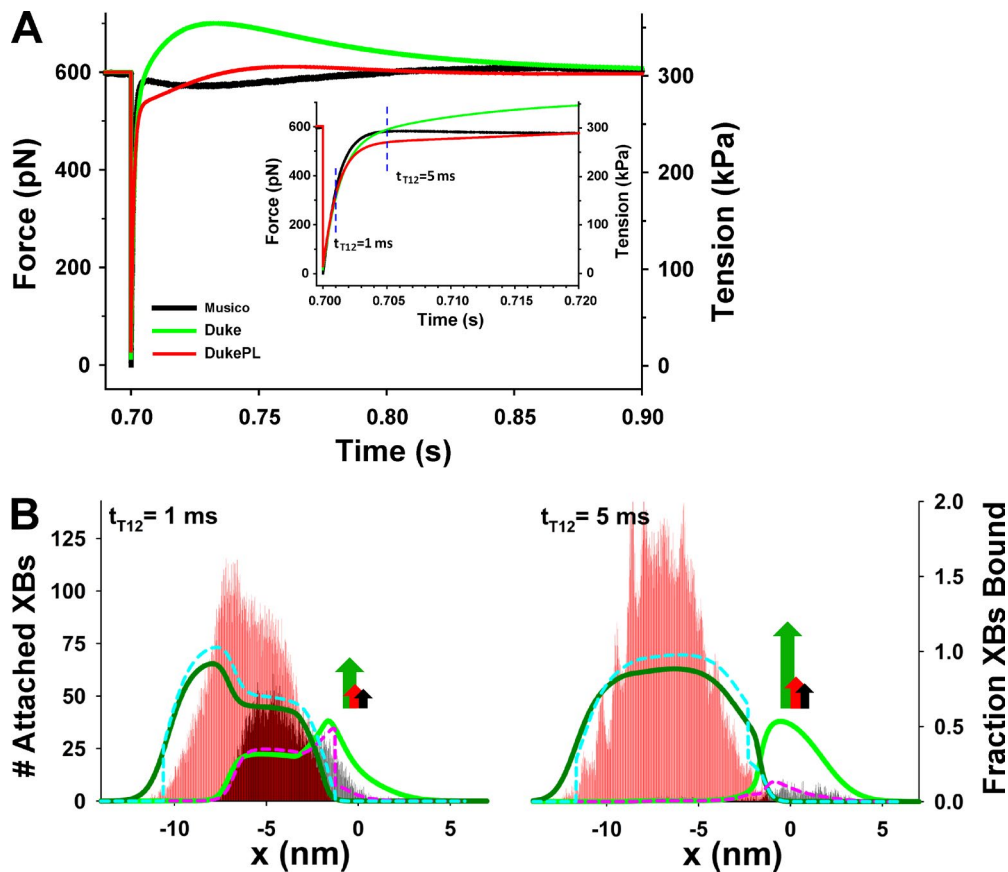 A
Force (pN)
600
400
200
0
Tension (kPa)
300
200
100
0
300
200
100
0
Force (pN)
600
400
200
0
Tension (kPa)
tT12=5 ms
tT12=1 ms
0.700 0.705 0.710 0.715 0.720
Time (s)
Musico
Duke
DukePL
0.70 0.75 0.80 0.85 0.90
Time (s)
B
tT12= 1 ms
tT12= 5 ms
# Attached XBs
125
100
75
50
25
0
2.0
1.5
1.0
0.5
0.0
Fraction XBs Bound
-10 -5 0 5
-10 -5 0 5
x (nm)
x (nm)